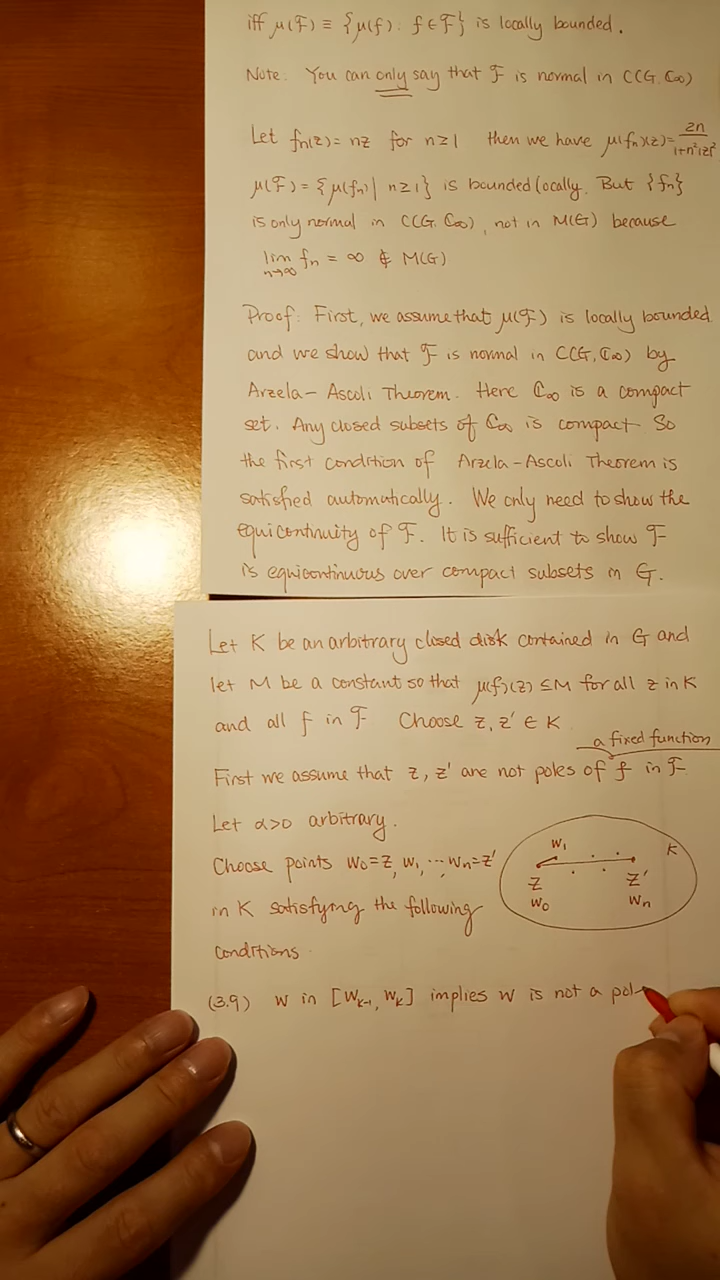 iff μ(ℱ) ≡ {μ(f) : f ∈ ℱ} is locally bounded.
Note: You can only say that ℱ is normal in C(G, ℂ∞)
Let fn(z) = nz for n≥1 then we have μ(fn)(z) = 2n/1+n²|z|²
μ(ℱ) = {μ(fn) | n≥1} is bounded locally. But {fn}
is only normal in C(G, ℂ∞), not in M(G) because
lim n→∞ fn = ∞ ∉ M(G)
Proof: First, we assume that μ(ℱ) is locally bounded
and we show that ℱ is normal in C(G, ℂ∞) by
Arzela-Ascoli Theorem. Here ℂ∞ is a compact
set. Any closed subsets of ℂ∞ is compact. So
the first condition of Arzela-Ascoli Theorem is
satisfied automatically. We only need to show the
equicontinuity of ℱ. It is sufficient to show ℱ
is equicontinuous over compact subsets in G.
Let K be an arbitrary closed disk contained in G and
let M be a constant so that μ(f)(z) ≤ M for all z in K
and all f in ℱ Choose z, z' ∈ K
a fixed function
First we assume that z, z' are not poles of f in ℱ
Let α>0 arbitrary.
Choose points w0=z, w1, ⋯, wn=z'
in K satisfying the following
conditions
w1
K
z
z'
w0
wn
(3.9) w in [wk-1, wk] implies w is not a pol